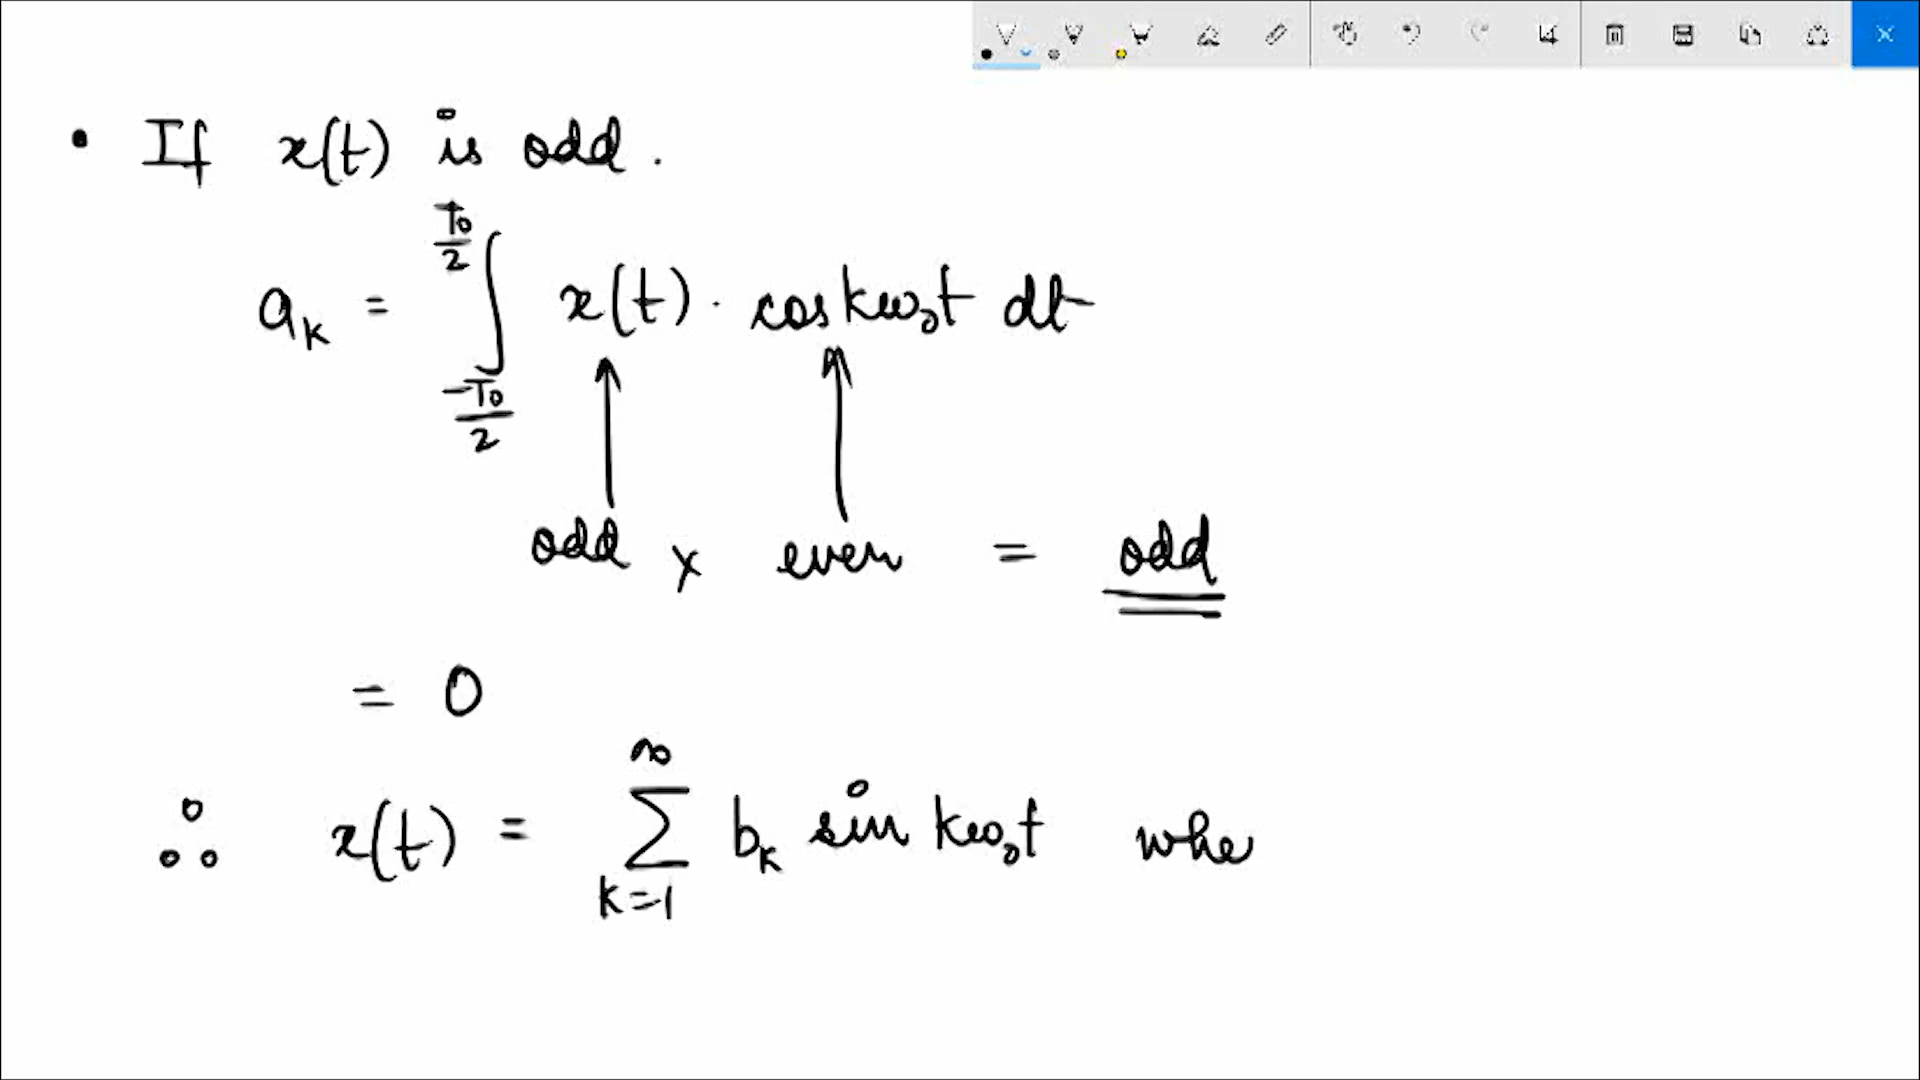 • If x(t) is odd.
a_k = ∫_{-T₀/2}^{T₀/2} x(t) · cos kω₀t dt
odd x even = odd
= 0
∴ x(t) = ∑_{k=1}^{∞} b_k sin kω₀t whe